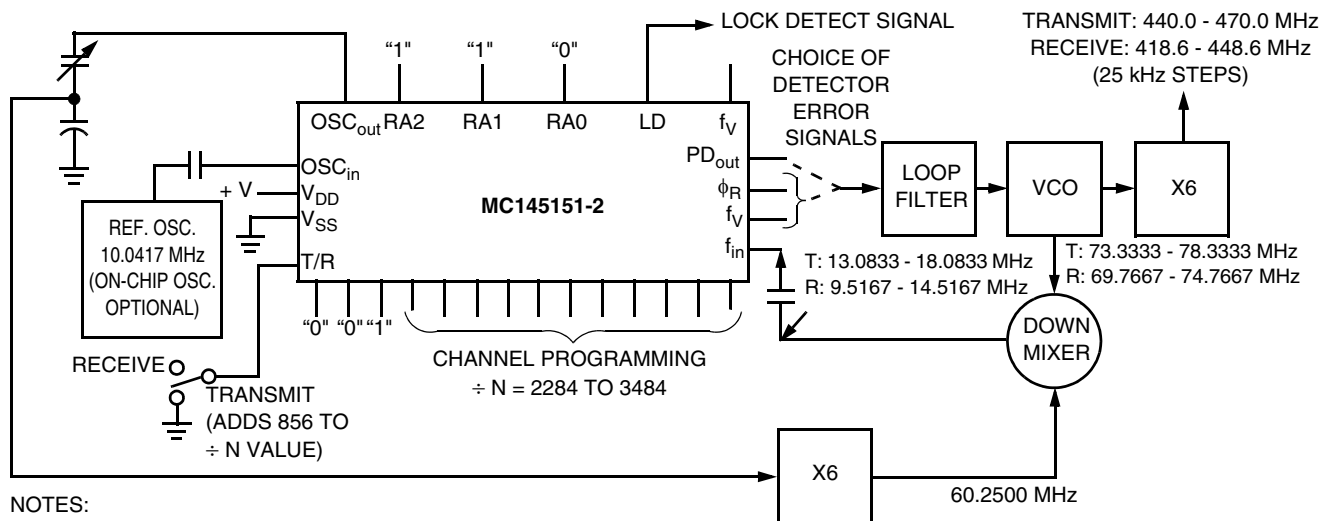 LOCK DETECT SIGNAL
TRANSMIT: 440.0 - 470.0 MHz
RECEIVE: 418.6 - 448.6 MHz
(25 kHz STEPS)
“1" “1" “0"
CHOICE OF
DETECTOR
ERROR
SIGNALS
OSCout RA2 RA1 RA0 LD fV
OSCin
+ V VDD
VSS
T/R
MC145151-2
PDout
ϕR
fV
fin
LOOP
FILTER
VCO
X6
REF. OSC.
10.0417 MHz
(ON-CHIP OSC.
OPTIONAL)
T: 13.0833 - 18.0833 MHz
R: 9.5167 - 14.5167 MHz
T: 73.3333 - 78.3333 MHz
R: 69.7667 - 74.7667 MHz
“0" “0" “1"
DOWN
MIXER
CHANNEL PROGRAMMING
÷ N = 2284 TO 3484
RECEIVE
TRANSMIT
(ADDS 856 TO
÷ N VALUE)
X6
60.2500 MHz
NOTES: